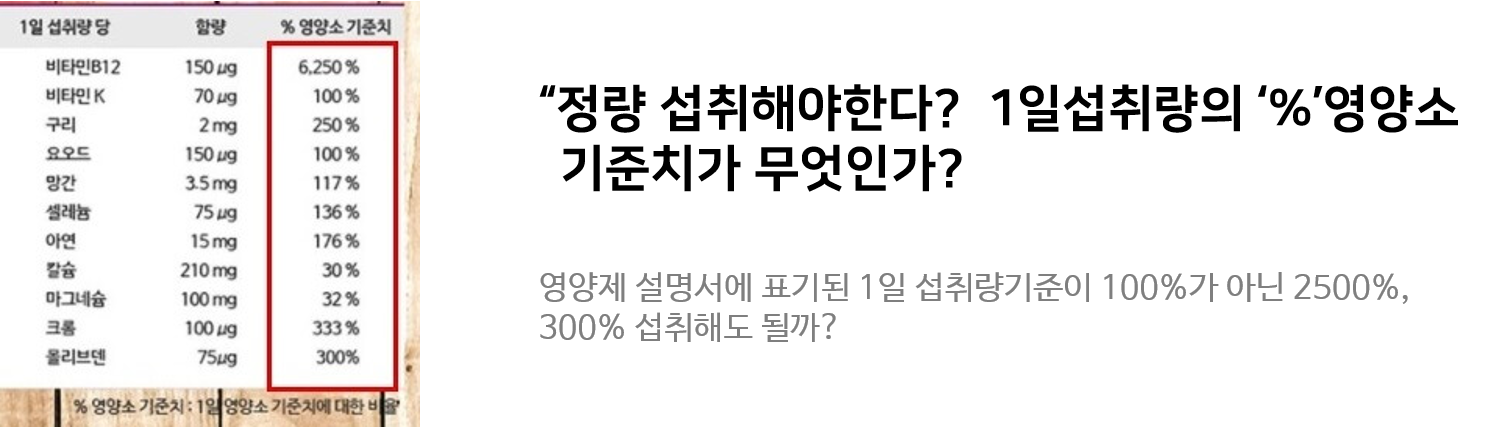 1일 섭취량 당 함량 % 영양소 기준치
비타민B12 150 μg 6,250 %
비타민 K 70 μg 100 %
구리 2 mg 250 %
요오드 150 μg 100 %
망간 3.5 mg 117 %
셀레늄 75 μg 136 %
아연 15 mg 176 %
칼슘 210 mg 30 %
마그네슘 100 mg 32 %
크롬 100 μg 333 %
몰리브덴 75μg 300%
% 영양소 기준치 : 1일 영양소 기준치에 대한 비율
“정량 섭취해야한다? 1일섭취량의 ‘%’영양소
기준치가 무엇인가?
영양제 설명서에 표기된 1일 섭취량기준이 100%가 아닌 2500%,
300% 섭취해도 될까?